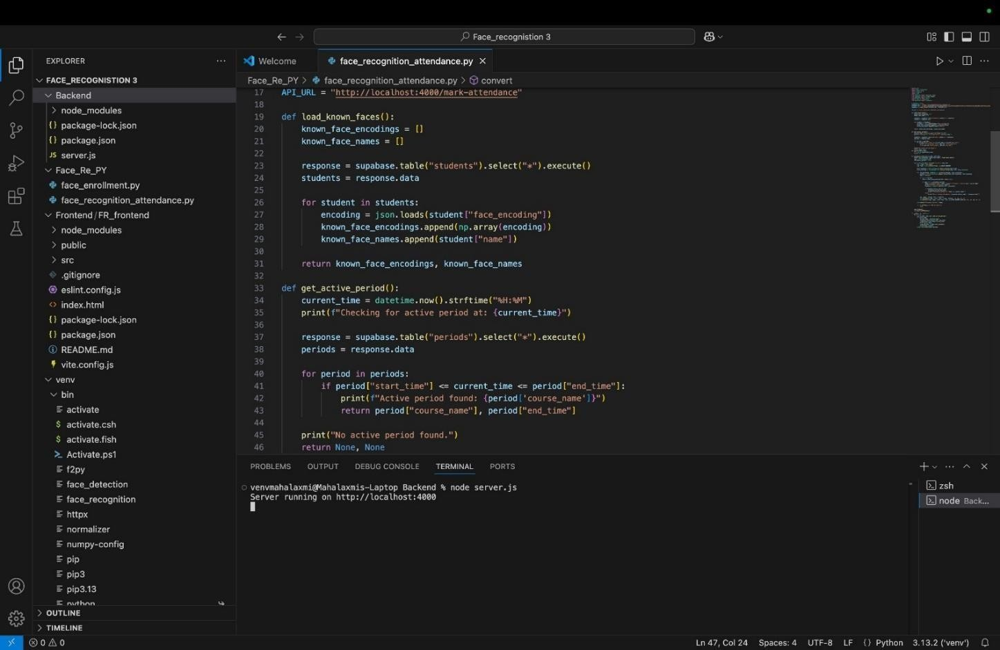 Face_recognistion 3
EXPLORER
FACE_RECOGNISTION 3
Backend
node_modules
package-lock.json
package.json
JS server.js
Face_Re_PY
face_enrollment.py
face_recognition_attendance.py
Frontend / FR_frontend
node_modules
public
src
.gitignore
eslint.config.js
index.html
package-lock.json
package.json
README.md
vite.config.js
venv
bin
activate
$ activate.csh
$ activate.fish
Activate.ps1
f2py
face_detection
face_recognition
httpx
normalizer
numpy-config
pip
pip3
pip3.13
python
OUTLINE
TIMELINE
Welcome
face_recognition_attendance.py
Face_Re_PY > face_recognition_attendance.py > convert
17 API_URL = "http://localhost:4000/mark-attendance"
18
19 def load_known_faces():
20 known_face_encodings = []
21 known_face_names = []
22
23 response = supabase.table("students").select("*").execute()
24 students = response.data
25
26 for student in students:
27 encoding = json.loads(student["face_encoding"])
28 known_face_encodings.append(np.array(encoding))
29 known_face_names.append(student["name"])
30
31 return known_face_encodings, known_face_names
32
33 def get_active_period():
34 current_time = datetime.now().strftime("%H:%M")
35 print(f"Checking for active period at: {current_time}")
36
37 response = supabase.table("periods").select("*").execute()
38 periods = response.data
39
40 for period in periods:
41 if period["start_time"] <= current_time <= period["end_time"]:
42 print(f"Active period found: {period['course_name']}")
43 return period["course_name"], period["end_time"]
44
45 print("No active period found.")
46 return None, None
PROBLEMS OUTPUT DEBUG CONSOLE TERMINAL PORTS
venvmahalaxmi@Mahalaxmis-Laptop Backend % node server.js
Server running on http://localhost:4000
zsh
node Back...
0 0
Ln 47, Col 24 Spaces: 4 UTF-8 LF {} Python 3.13.2 ('venv')